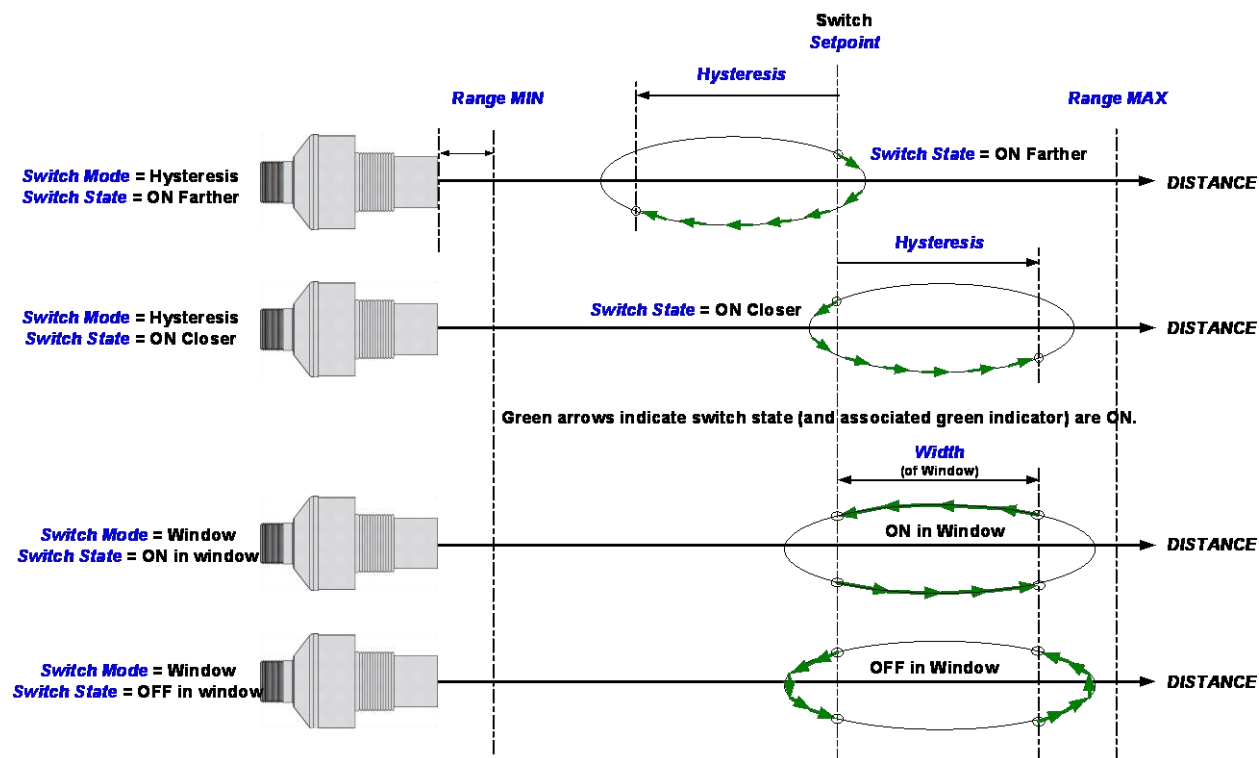 Switch
Setpoint
Hysteresis
Range MIN
Range MAX
Switch State = ON Farther
Switch Mode = Hysteresis
Switch State = ON Farther
DISTANCE
Hysteresis
Switch State = ON Closer
Switch Mode = Hysteresis
Switch State = ON Closer
DISTANCE
Green arrows indicate switch state (and associated green indicator) are ON.
Width
(of Window)
ON in Window
Switch Mode = Window
Switch State = ON in window
DISTANCE
OFF in Window
Switch Mode = Window
Switch State = OFF in window
DISTANCE